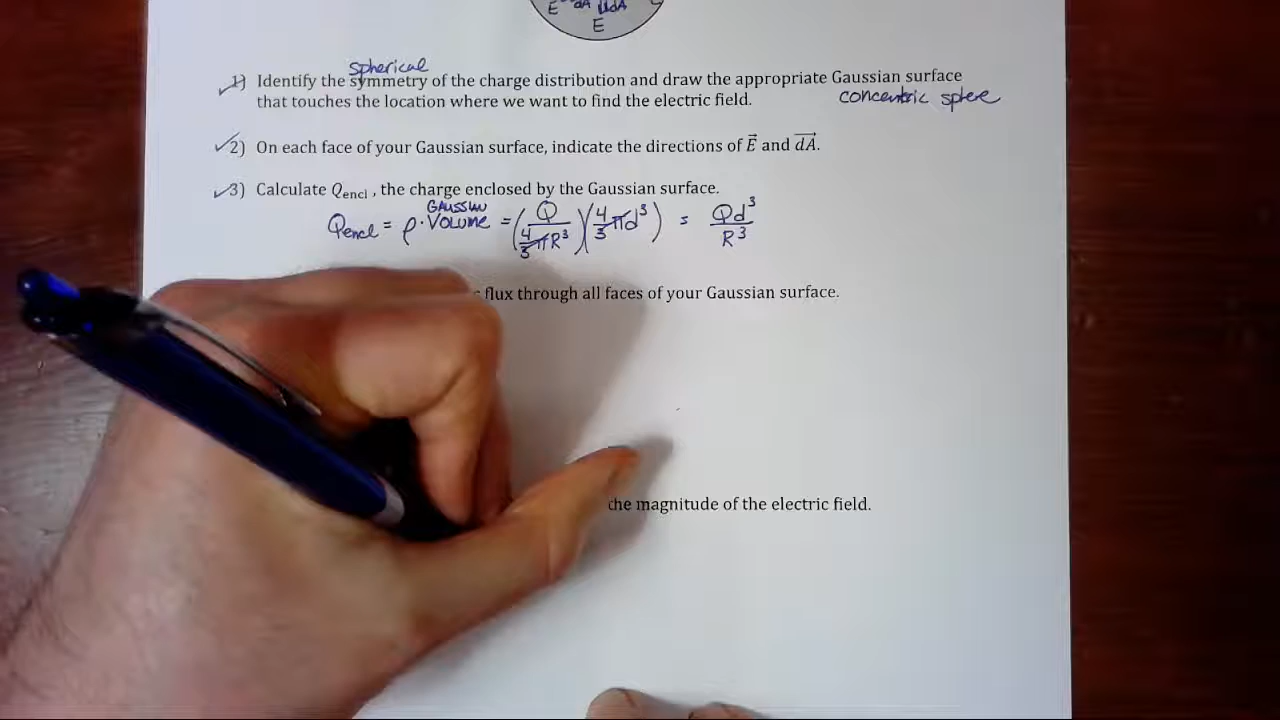 E dA dA
E
spherical
1) Identify the symmetry of the charge distribution and draw the appropriate Gaussian surface
that touches the location where we want to find the electric field. concentric sphere
2) On each face of your Gaussian surface, indicate the directions of E⃗ and dA⃗.
3) Calculate Qencl , the charge enclosed by the Gaussian surface.
GAUSSIAN
Qencl = ρ · Volume = (Q / (4/3 πR³)) (4/3 πd³) = Qd³ / R³
flux through all faces of your Gaussian surface.
the magnitude of the electric field.